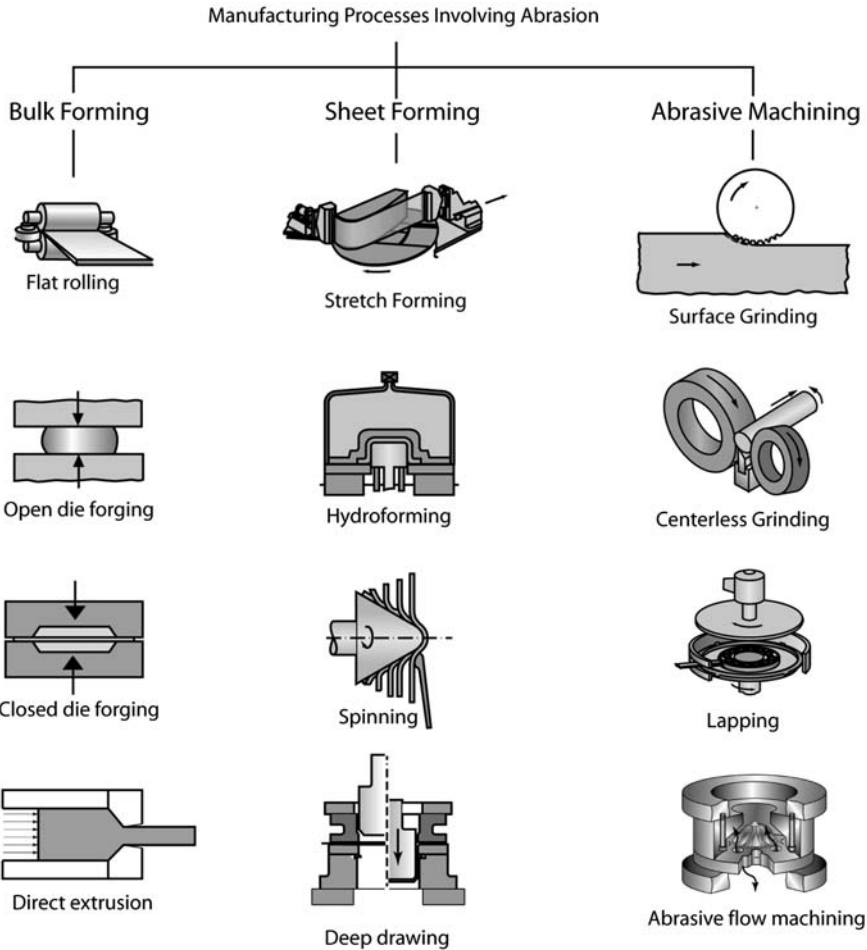 Manufacturing Processes Involving Abrasion
Bulk Forming
Sheet Forming
Abrasive Machining
Flat rolling
Stretch Forming
Surface Grinding
Open die forging
Hydroforming
Centerless Grinding
Closed die forging
Spinning
Lapping
Direct extrusion
Deep drawing
Abrasive flow machining